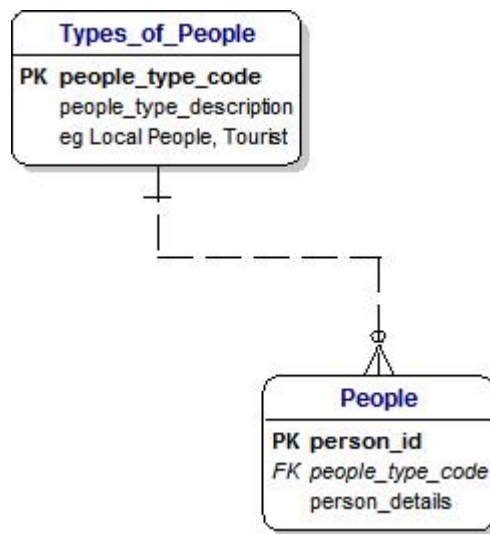 Types_of_People
PK people_type_code
people_type_description
eg Local People, Tourist
People
PK person_id
FK people_type_code
person_details